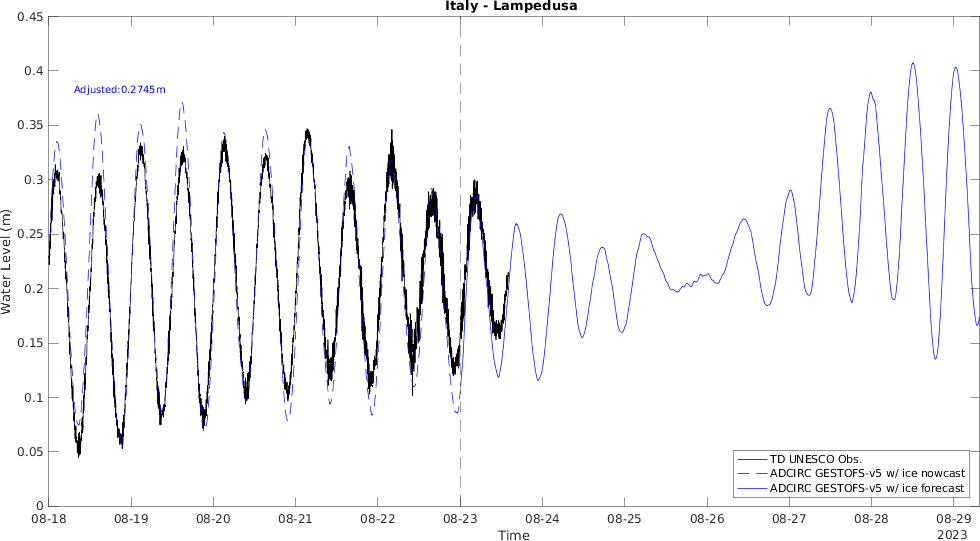 Italy - Lampedusa
0.45
0.4
0.35
0.3
0.25
0.2
0.15
0.1
0.05
0
Water Level (m)
Adjusted:0.2745m
TD UNESCO Obs.
ADCIRC GESTOFS-v5 w/ ice nowcast
ADCIRC GESTOFS-v5 w/ ice forecast
08-18 08-19 08-20 08-21 08-22 08-23 08-24 08-25 08-26 08-27 08-28 08-29
Time
2023